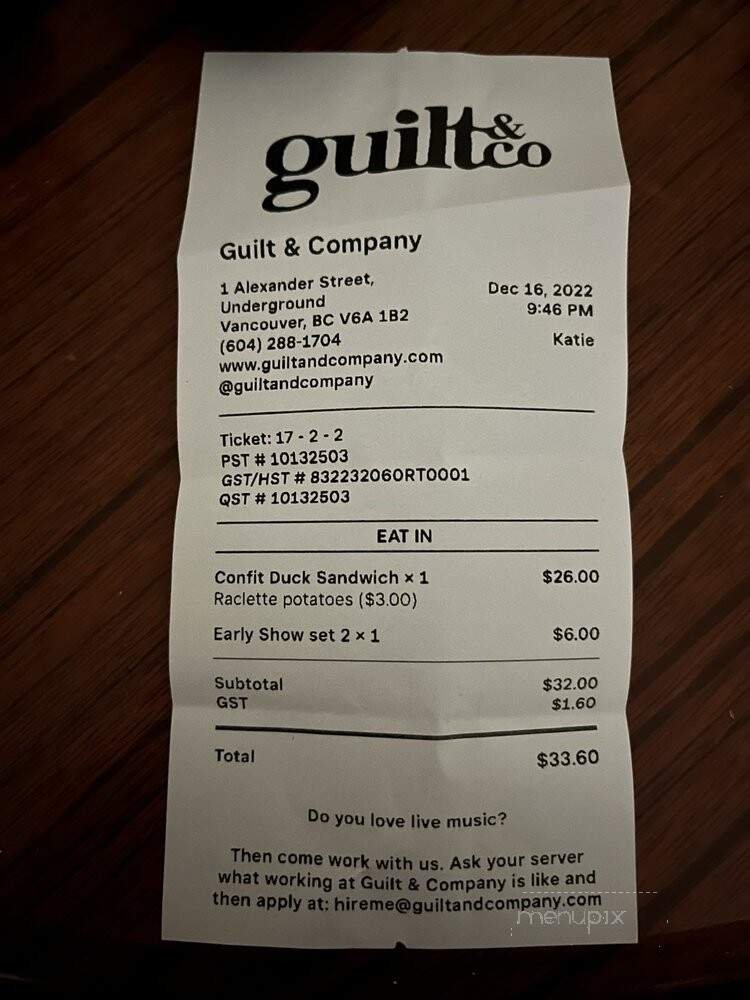 guilt&co
Guilt & Company
1 Alexander Street,
Underground
Vancouver, BC V6A 1B2
(604) 288-1704
www.guiltandcompany.com
@guiltandcompany
Dec 16, 2022
9:46 PM
Katie
Ticket: 17 - 2 - 2
PST # 10132503
GST/HST # 832232060RT0001
QST # 10132503
EAT IN
Confit Duck Sandwich × 1 $26.00
Raclette potatoes ($3.00)
Early Show set 2 × 1 $6.00
Subtotal $32.00
GST $1.60
Total $33.60
Do you love live music?
Then come work with us. Ask your server
what working at Guilt & Company is like and
then apply at: hireme@guiltandcompany.com
menupix